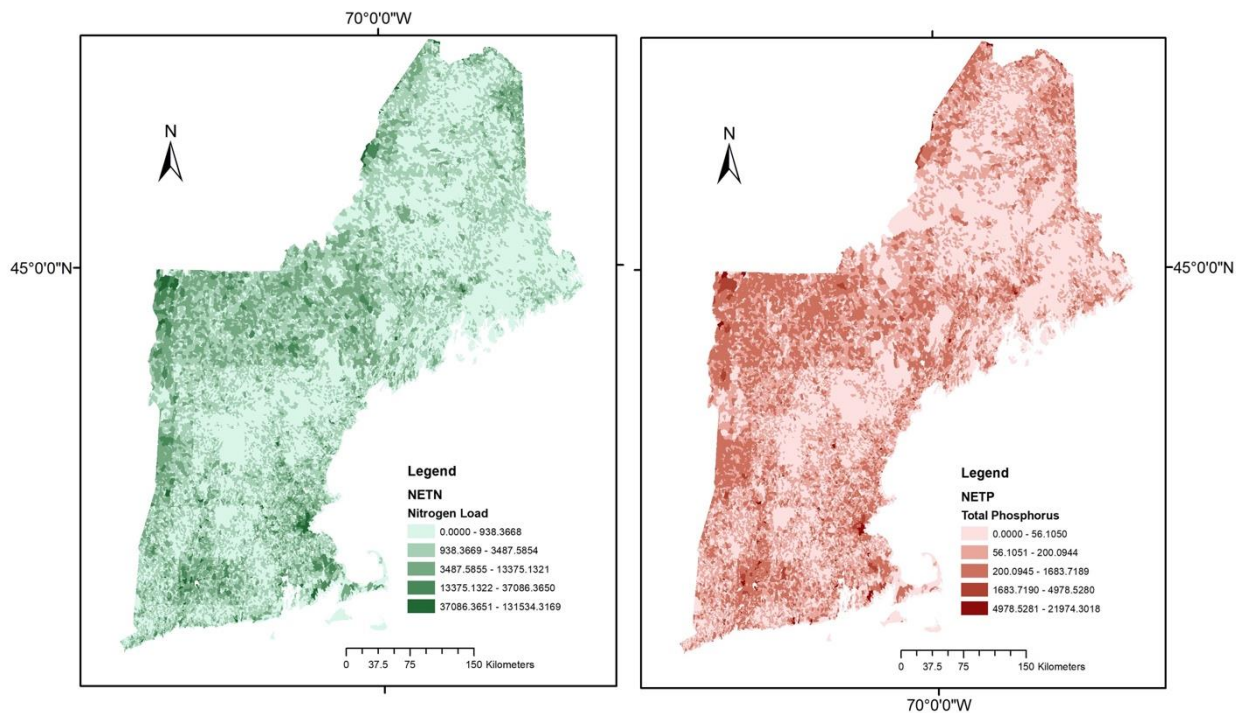 70°0'0"W
N
45°0'0"N
Legend
NETN
Nitrogen Load
0.0000 - 938.3668
938.3669 - 3487.5854
3487.5855 - 13375.1321
13375.1322 - 37086.3650
37086.3651 - 131534.3169
0 37.5 75 150 Kilometers
N
45°0'0"N
Legend
NETP
Total Phosphorus
0.0000 - 56.1050
56.1051 - 200.0944
200.0945 - 1683.7189
1683.7190 - 4978.5280
4978.5281 - 21974.3018
0 37.5 75 150 Kilometers
70°0'0"W